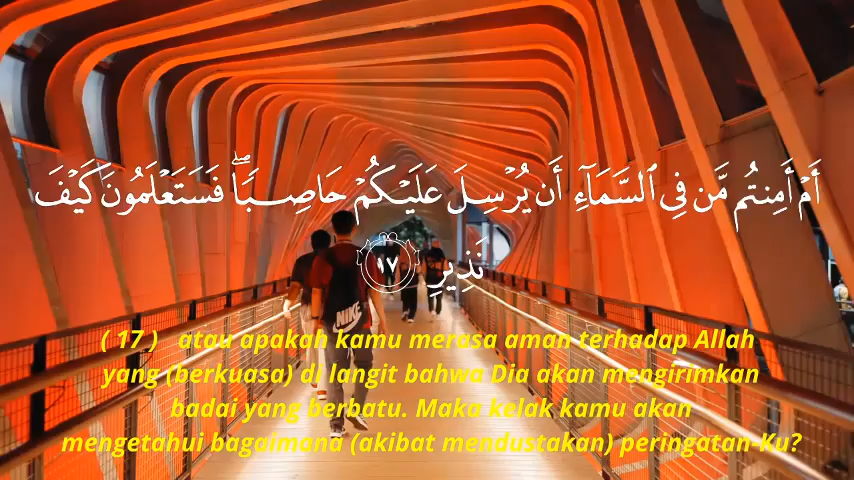 أَمْ أَمِنتُم مَّن فِى ٱلسَّمَآءِ أَن يُرْسِلَ عَلَيْكُمْ حَاصِبًا ۖ فَسَتَعْلَمُونَ كَيْفَ
نَذِيرِ ١٧
NIKE
( 17 ) atau apakah kamu merasa aman terhadap Allah
yang (berkuasa) di langit bahwa Dia akan mengirimkan
badai yang berbatu. Maka kelak kamu akan
mengetahui bagaimana (akibat mendustakan) peringatan-Ku?